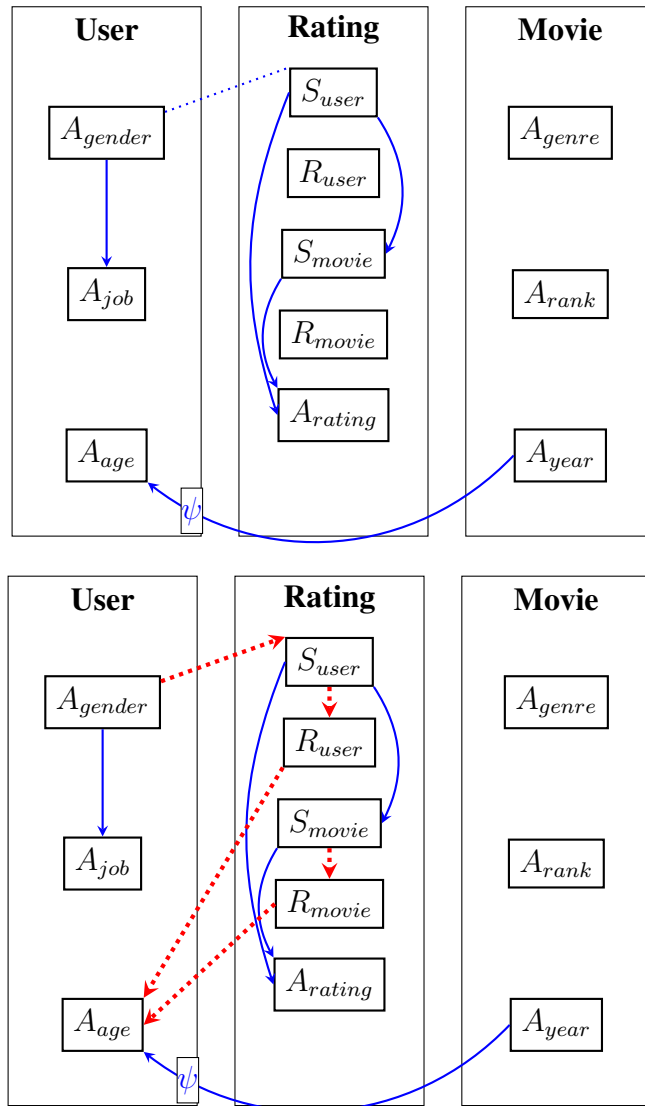 User Rating Movie
A_gender S_user A_genre
R_user
S_movie
A_job A_rank
R_movie
A_rating
A_age A_year
ψ
User Rating Movie
A_gender S_user A_genre
R_user
S_movie
A_job A_rank
R_movie
A_rating
A_age A_year
ψ